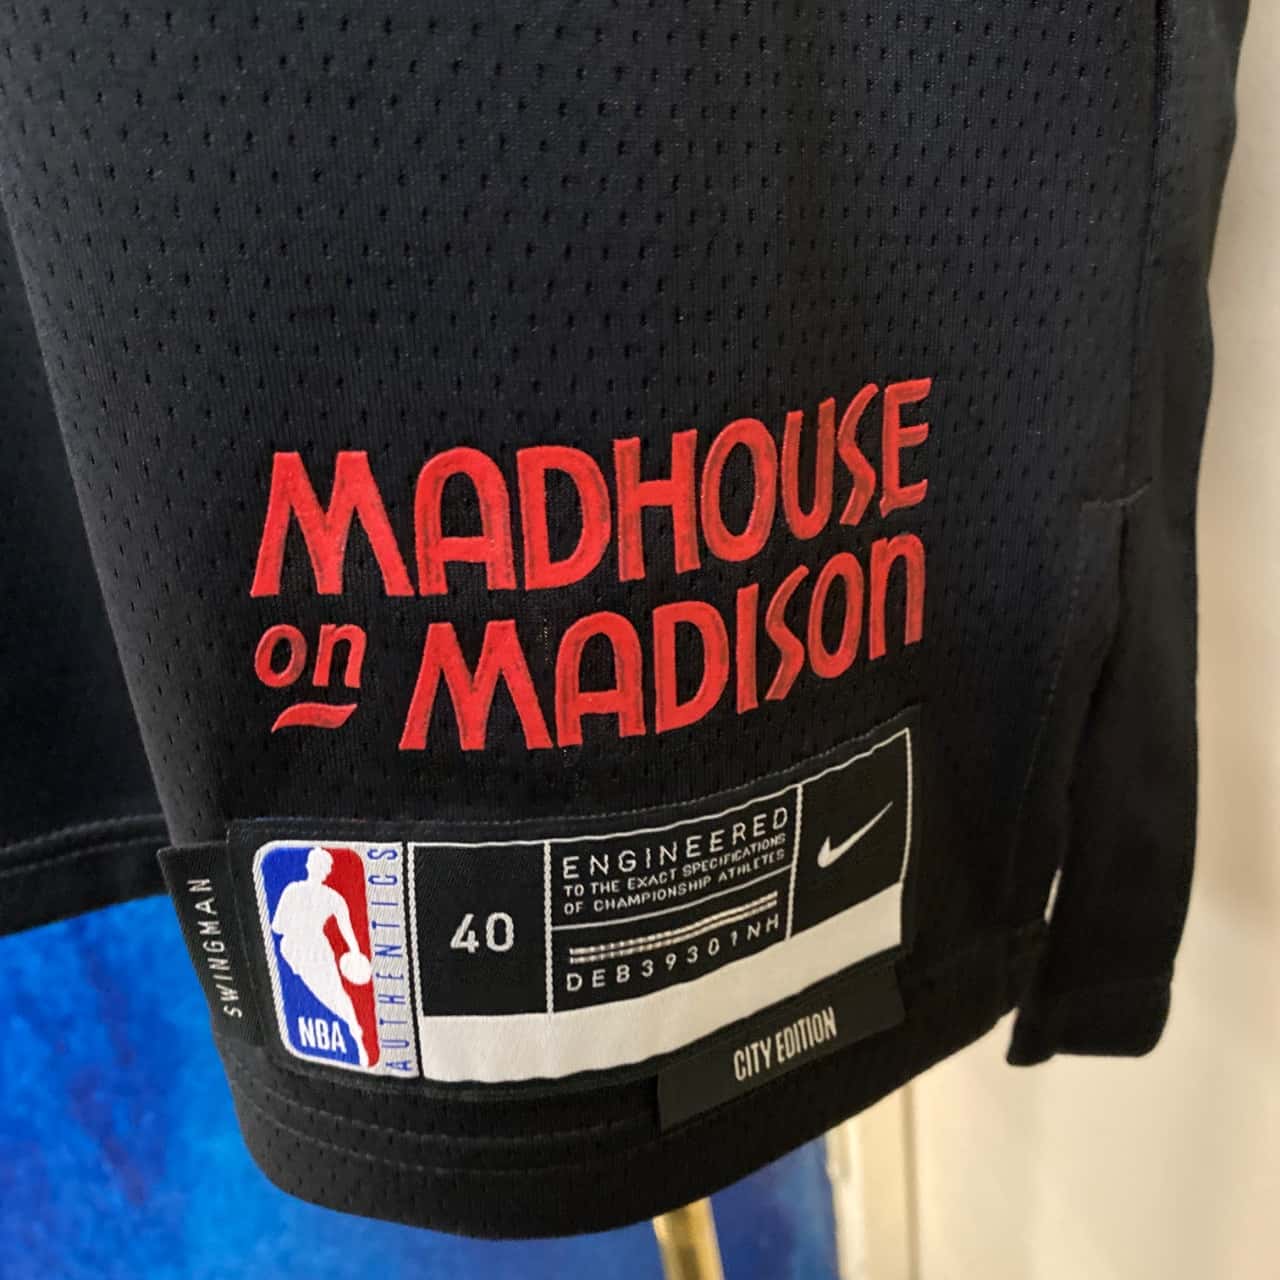 MADHOUSE
on MADISON
SWINGMAN
NBA
AUTHENTICS
40
ENGINEERED
TO THE EXACT SPECIFICATIONS
OF CHAMPIONSHIP ATHLETES
DEB39301NH
CITY EDITION